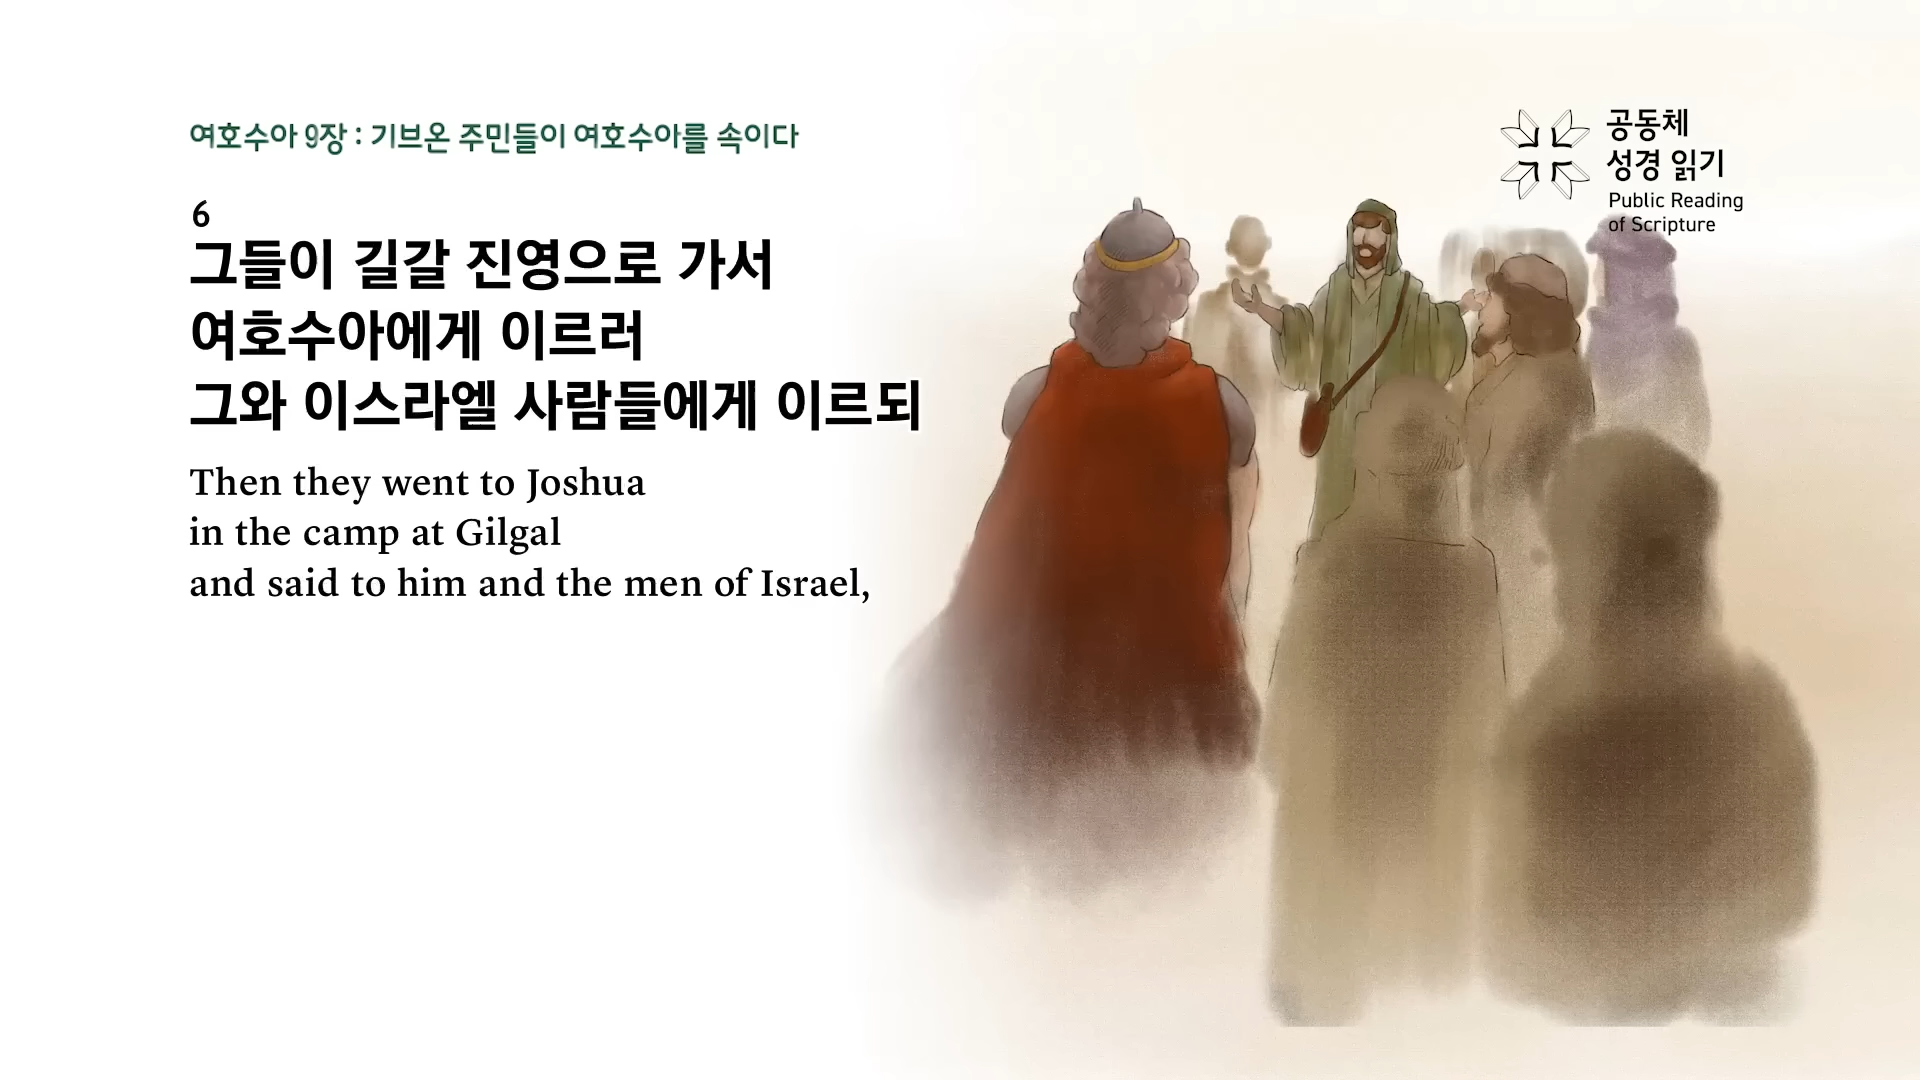 여호수아 9장 : 기브온 주민들이 여호수아를 속이다
6
그들이 길갈 진영으로 가서
여호수아에게 이르러
그와 이스라엘 사람들에게 이르되
Then they went to Joshua
in the camp at Gilgal
and said to him and the men of Israel,
공동체
성경 읽기
Public Reading
of Scripture